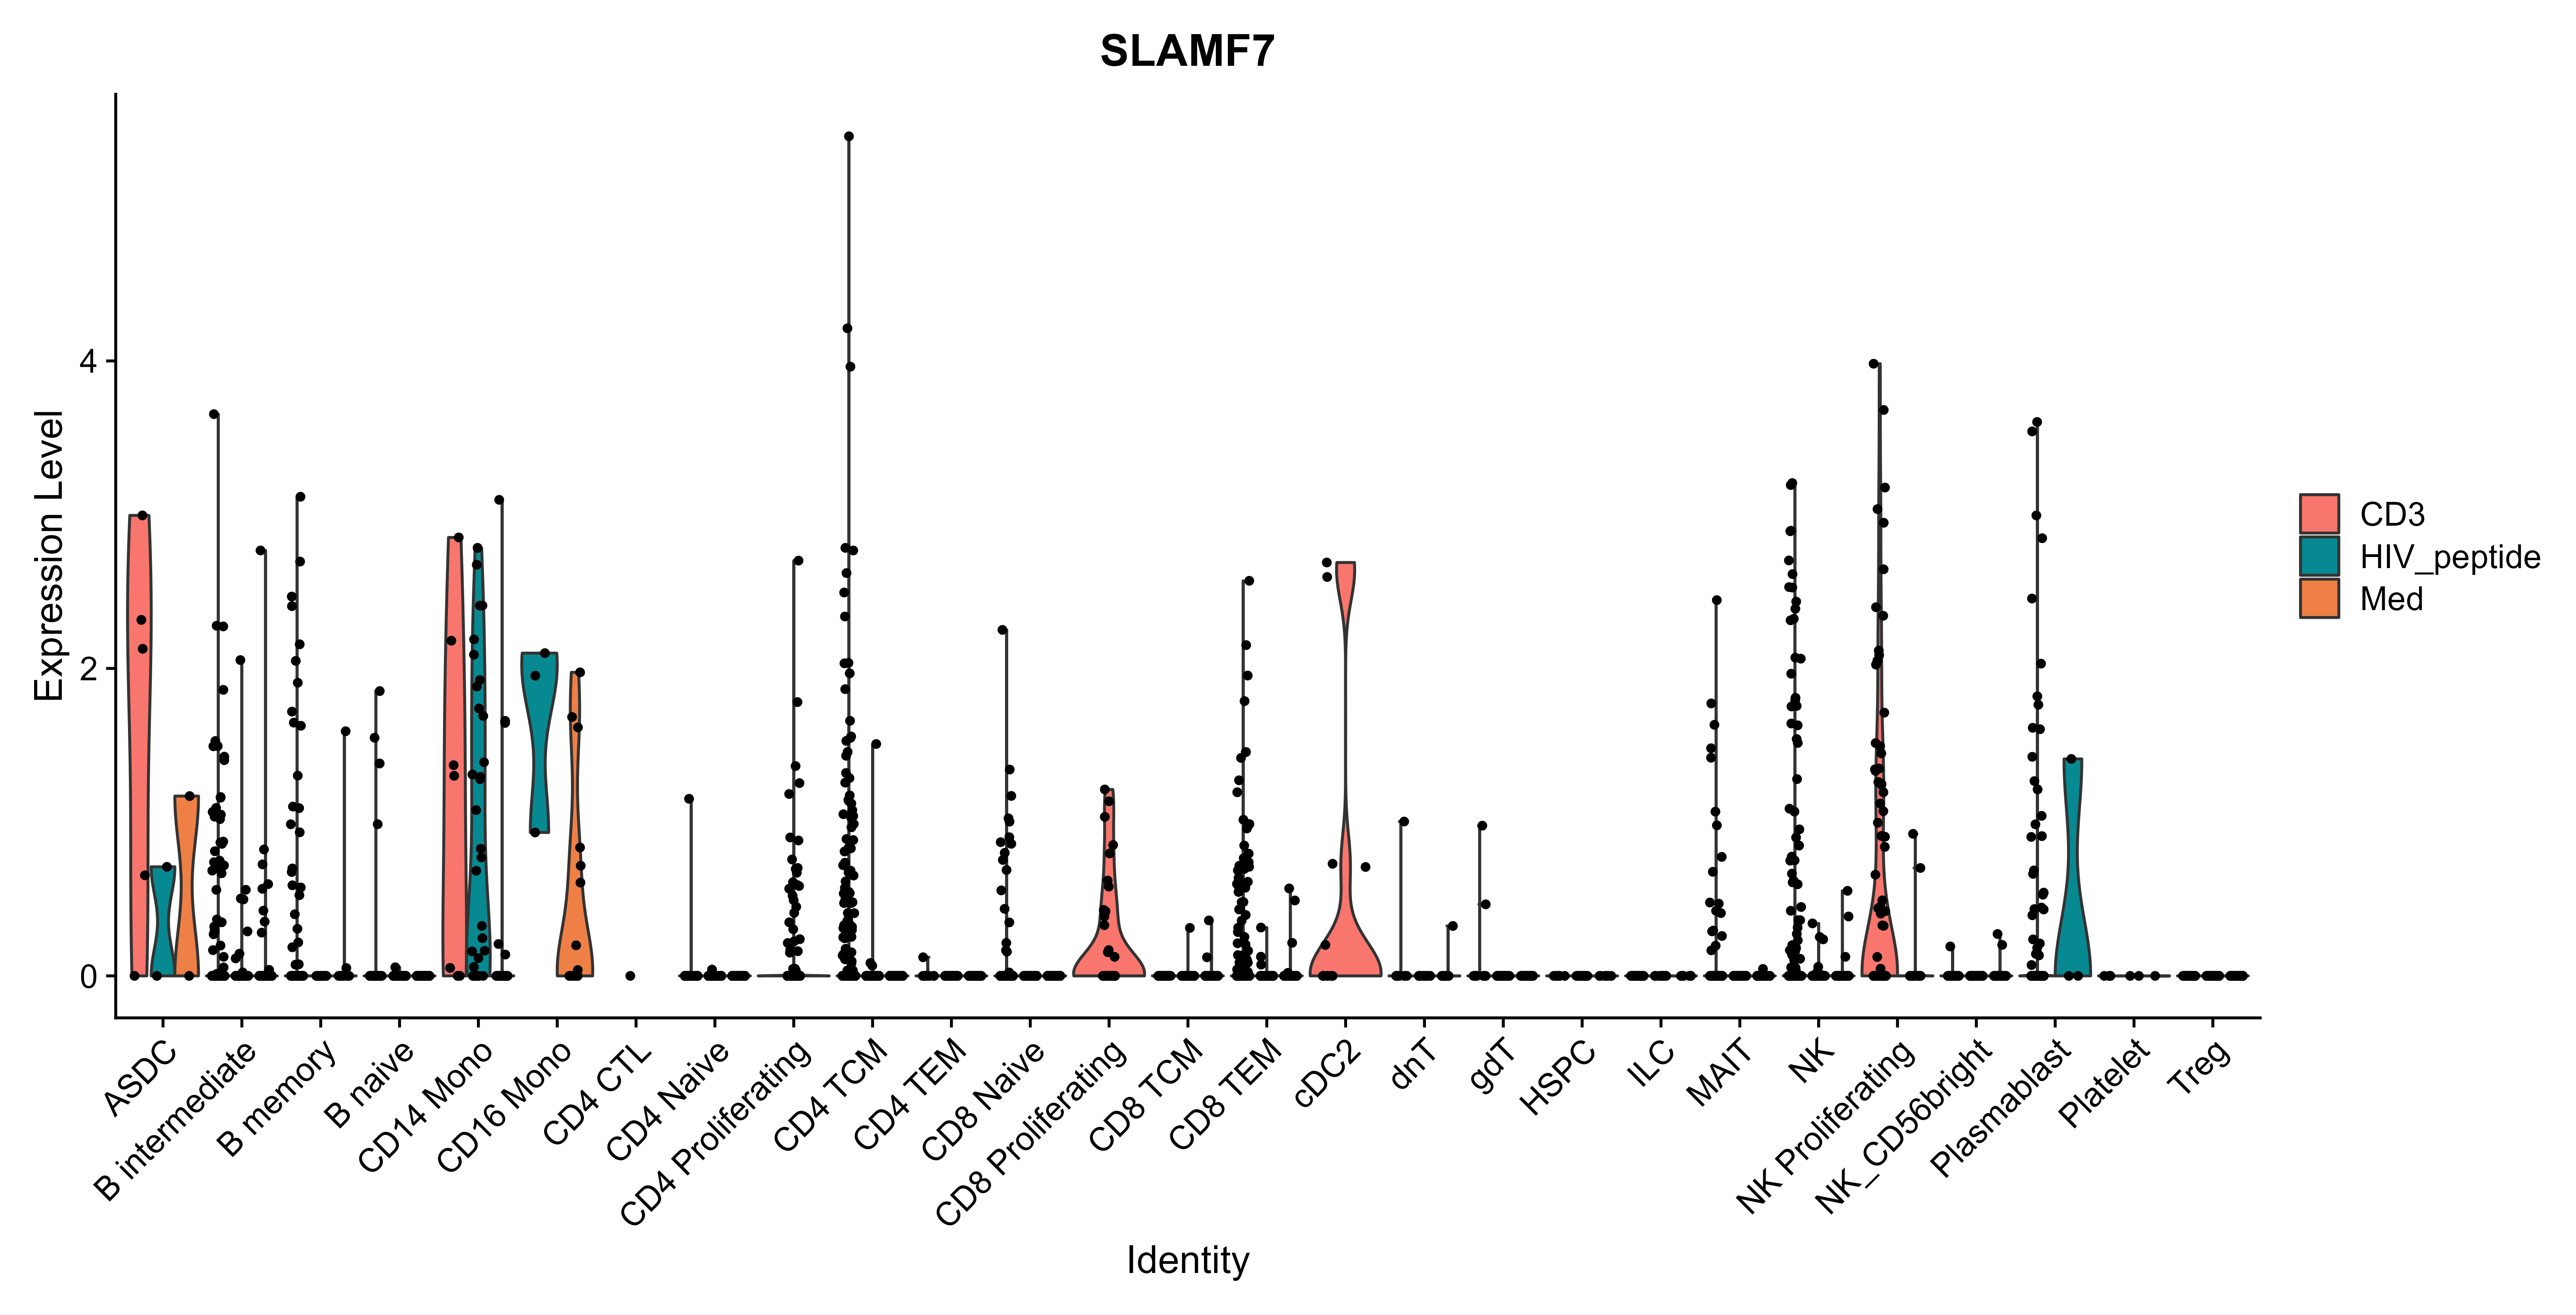 SLAMF7
Expression Level
4
2
0
CD3
HIV_peptide
Med
ASDC
B intermediate
B memory
B naive
CD14 Mono
CD16 Mono
CD4 CTL
CD4 Naive
CD4 Proliferating
CD4 TCM
CD4 TEM
CD8 Naive
CD8 Proliferating
CD8 TCM
CD8 TEM
cDC2
dnT
gdT
HSPC
ILC
MAIT
NK
NK Proliferating
NK_CD56bright
Plasmablast
Platelet
Treg
Identity